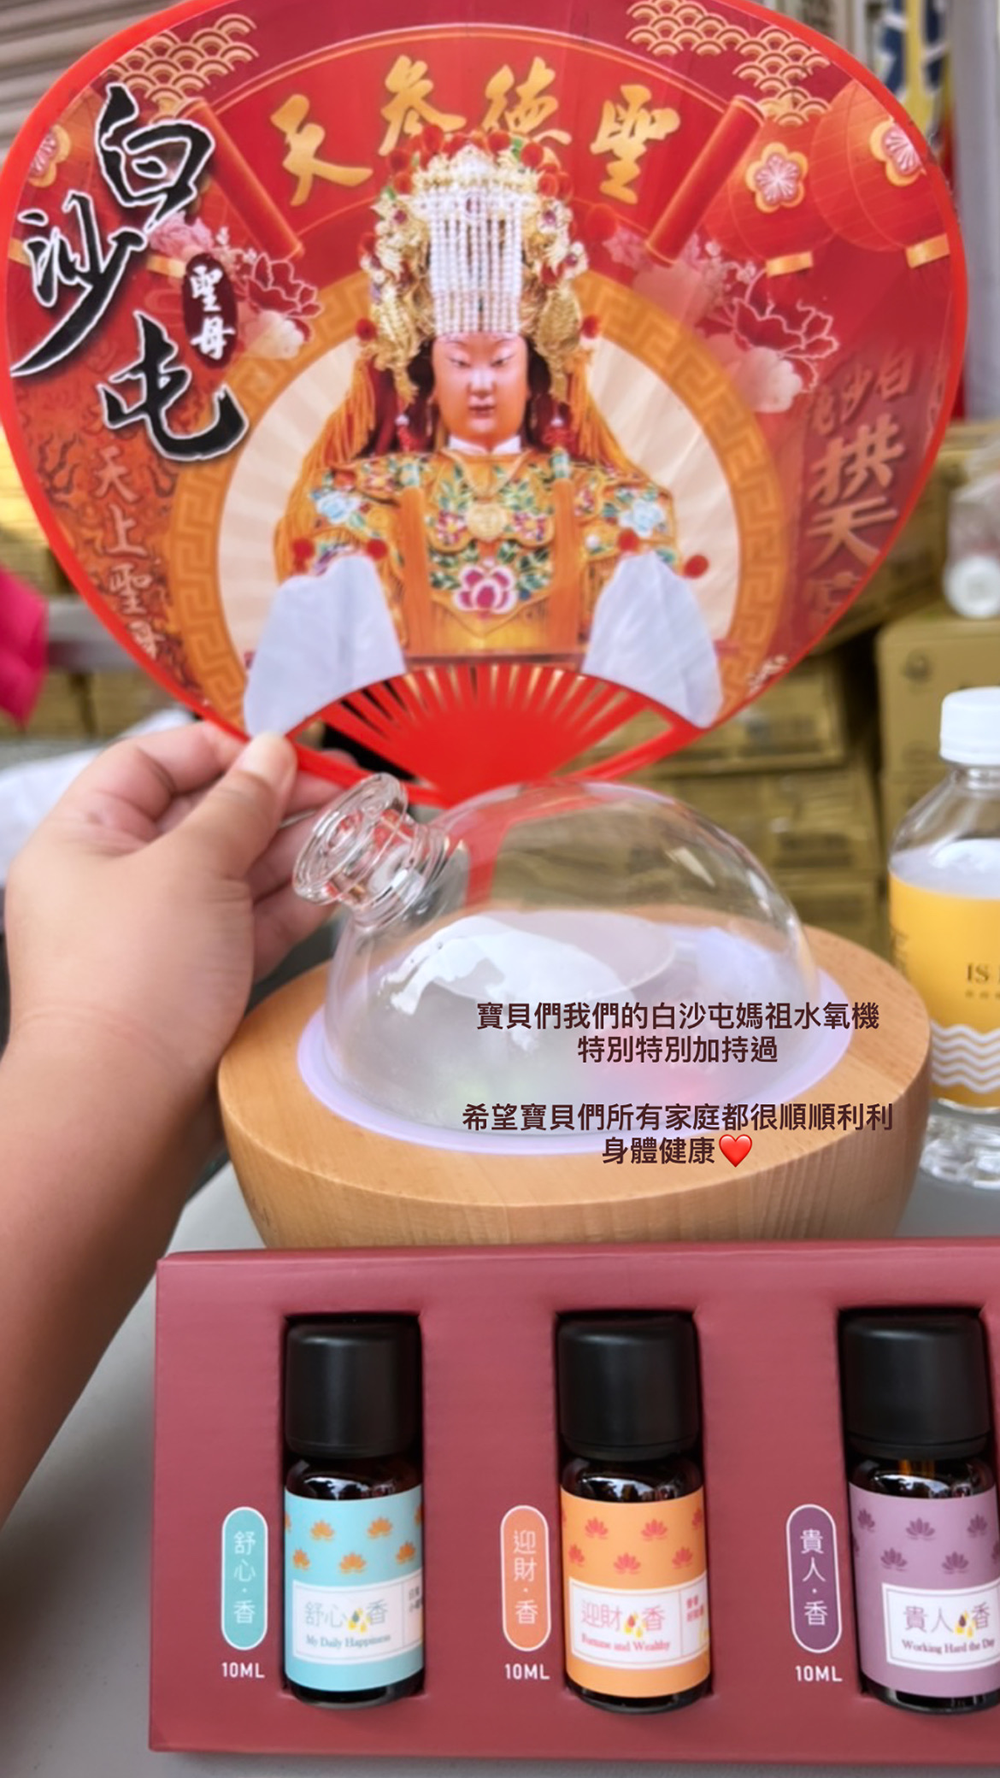 聖德參天
白沙屯
聖母
天上聖母
白沙
拱天宮
寶貝們我們的白沙屯媽祖水氧機
特別特別加持過
希望寶貝們所有家庭都很順順利利
身體健康❤️
IS
舒心·香
10ML
舒心香
My Daily Happiness
迎財·香
10ML
迎財香
Fortune and Wealthy
貴人·香
10ML
貴人香
Working Hard the Day